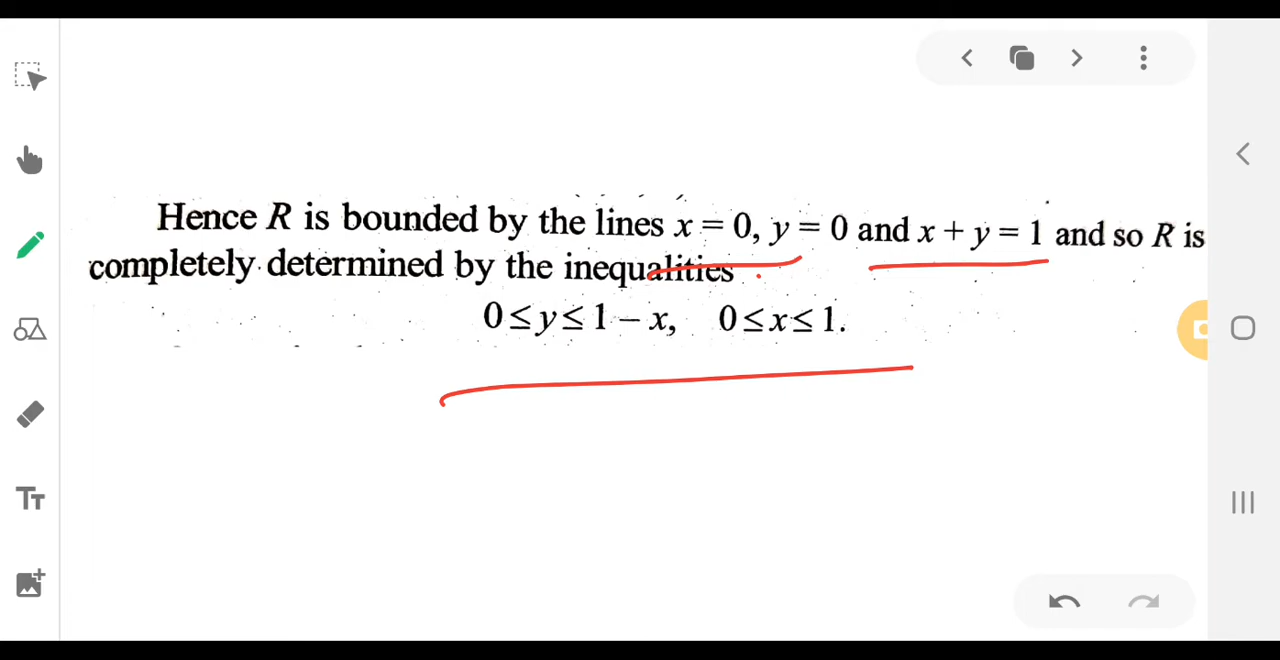 Hence R is bounded by the lines x = 0, y = 0 and x + y = 1 and so R is
completely determined by the inequalities
0 ≤ y ≤ 1 – x, 0 ≤ x ≤ 1.
TT